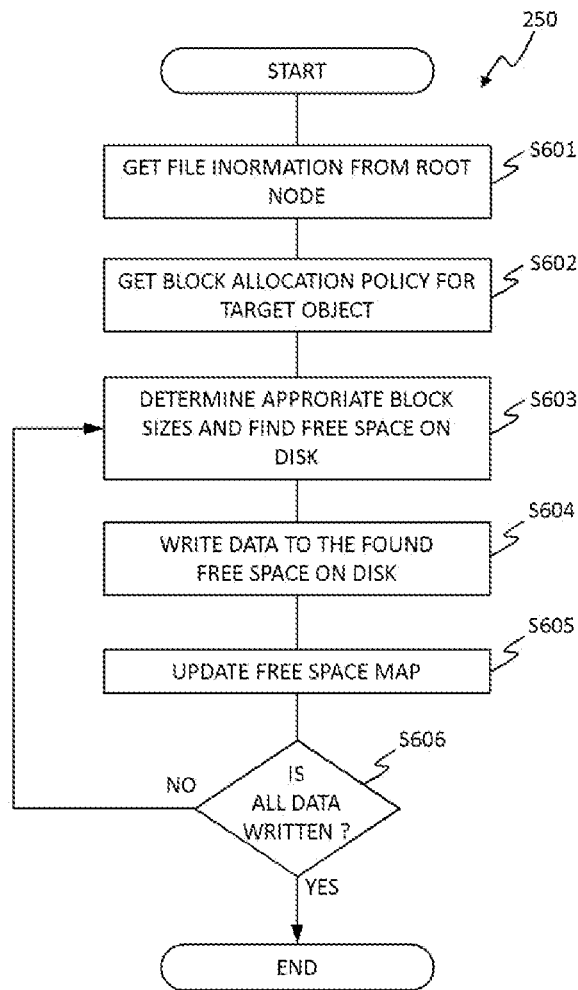 250
START
S601
GET FILE INORMATION FROM ROOT
NODE
S602
GET BLOCK ALLOCATION POLICY FOR
TARGET OBJECT
S603
DETERMINE APPRORIATE BLOCK
SIZES AND FIND FREE SPACE ON
DISK
S604
WRITE DATA TO THE FOUND
FREE SPACE ON DISK
S605
UPDATE FREE SPACE MAP
S606
NO
IS
ALL DATA
WRITTEN ?
YES
END